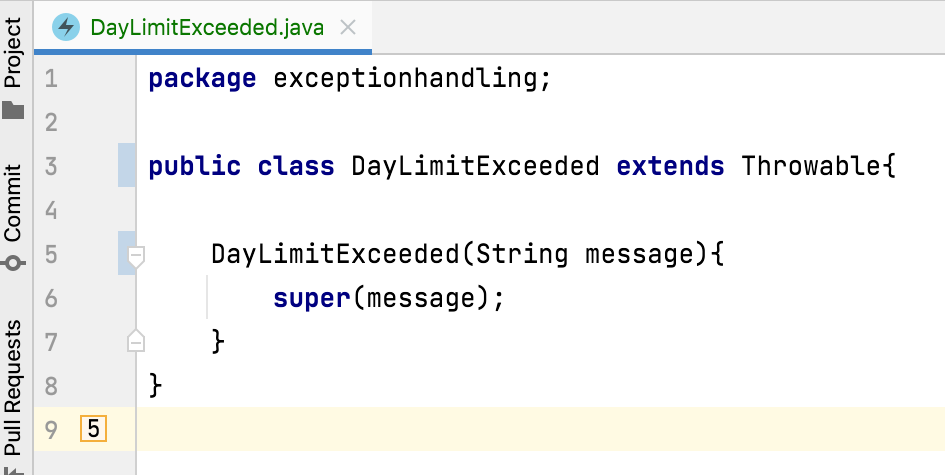 DayLimitExceeded.java
Project
Commit
Pull Requests
1 package exceptionhandling;
2
3 public class DayLimitExceeded extends Throwable{
4
5 DayLimitExceeded(String message){
6 super(message);
7 }
8 }
9 5